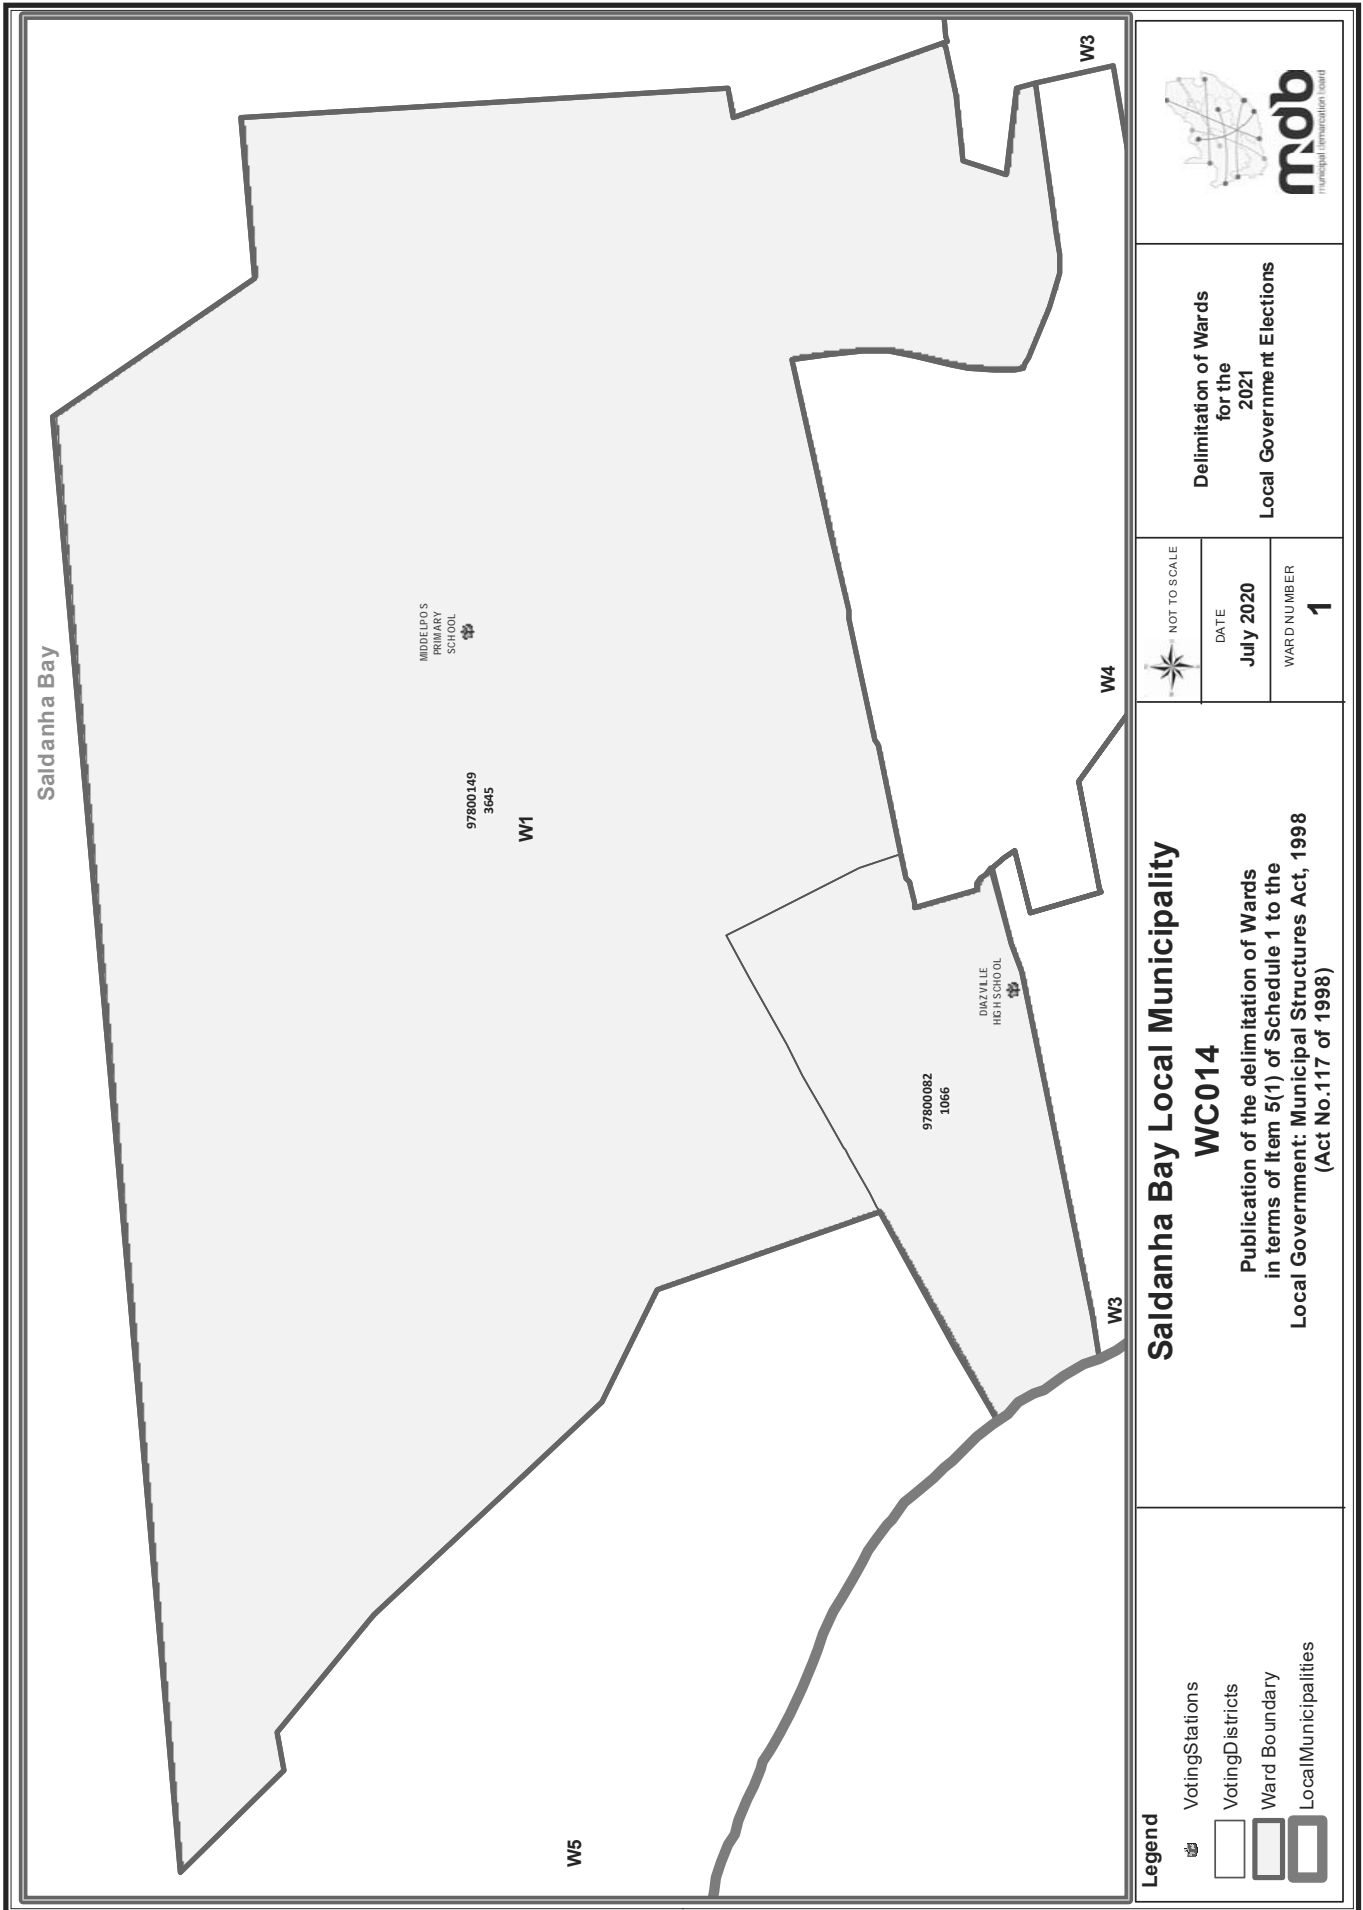 Saldanha Bay
MIDDELPOS
PRIMARY
SCHOOL
97800149
3645
W1
DIAZVILLE
HIGH SCHOOL
97800082
1066
W3
W4
W3
W5
Legend
VotingStations
VotingDistricts
Ward Boundary
LocalMunicipalities
Saldanha Bay Local Municipality
WC014
Publication of the delimitation of Wards
in terms of Item 5(1) of Schedule 1 to the
Local Government: Municipal Structures Act, 1998
(Act No.117 of 1998)
NOT TO SCALE
DATE
July 2020
WARD NUMBER
1
Delimitation of Wards
for the
2021
Local Government Elections
mdb
municipal demarcation board